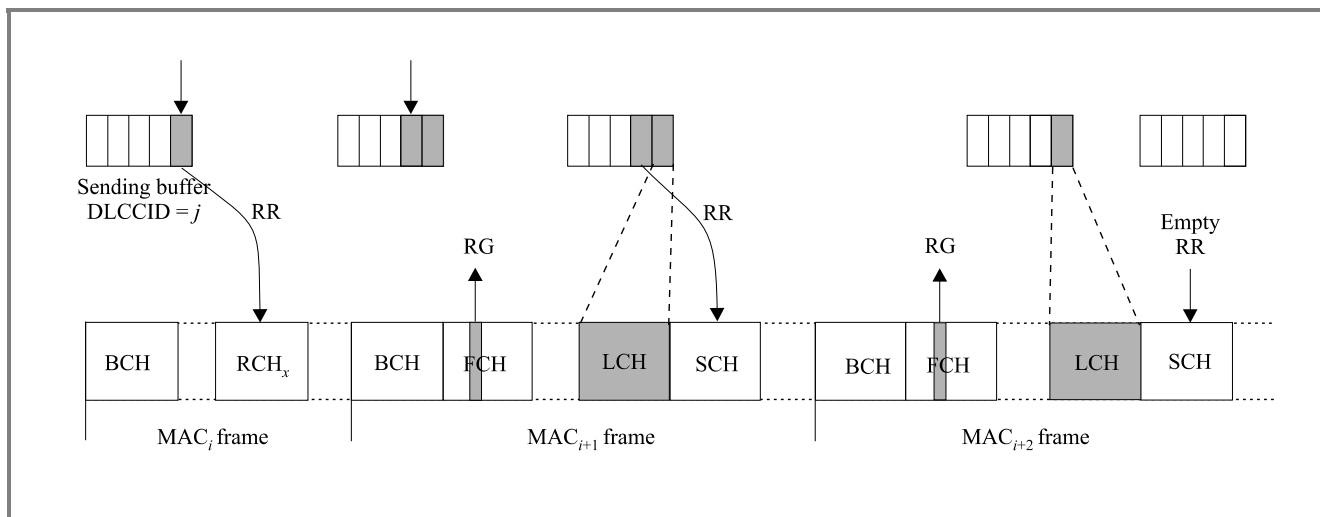 Sending buffer
DLCCID = j
RR
RG
RR
RG
Empty
RR
BCH
RCHx
BCH
FCH
LCH
SCH
BCH
FCH
LCH
SCH
MACi frame
MACi+1 frame
MACi+2 frame